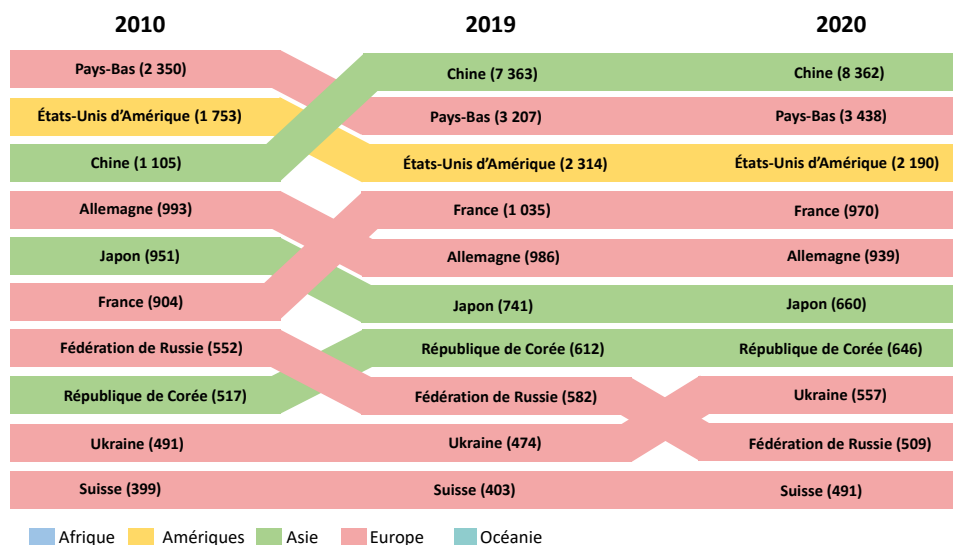 2010 2019 2020
Pays-Bas (2 350) Chine (7 363) Chine (8 362)
États-Unis d’Amérique (1 753) Pays-Bas (3 207) Pays-Bas (3 438)
Chine (1 105) États-Unis d’Amérique (2 314) États-Unis d’Amérique (2 190)
Allemagne (993) France (1 035) France (970)
Japon (951) Allemagne (986) Allemagne (939)
France (904) Japon (741) Japon (660)
Fédération de Russie (552) République de Corée (612) République de Corée (646)
République de Corée (517) Fédération de Russie (582) Ukraine (557)
Ukraine (491) Ukraine (474) Fédération de Russie (509)
Suisse (399) Suisse (403) Suisse (491)
Afrique Amériques Asie Europe Océanie